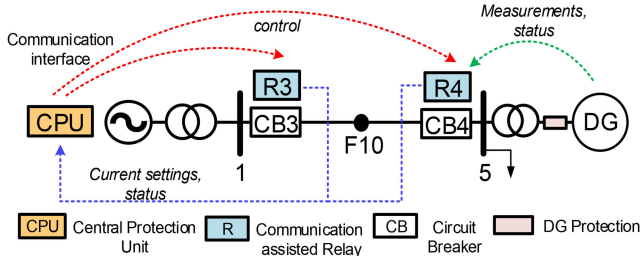 control
Measurements,
status
Communication
interface
R3
R4
CPU
CB3
CB4
DG
F10
1
5
Current settings,
status
CPU
Central Protection
Unit
R
Communication
assisted Relay
CB
Circuit
Breaker
DG Protection